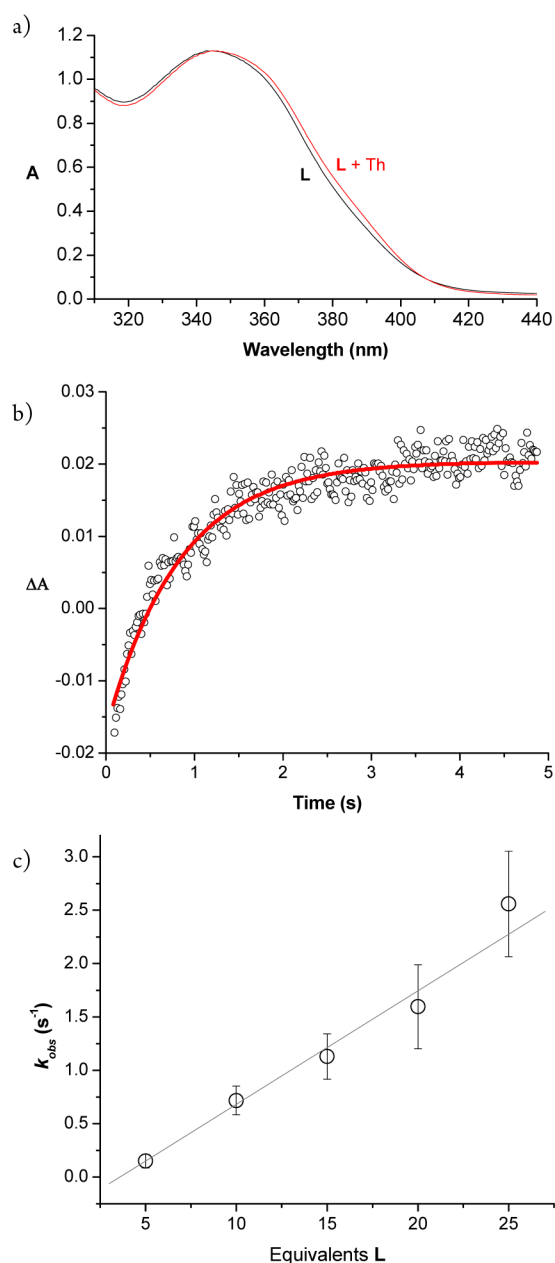 a)
1.2
1.0
0.8
0.6
0.4
0.2
0.0
A
L
L + Th
320 340 360 380 400 420 440
Wavelength (nm)
b)
0.03
0.02
0.01
0.00
-0.01
-0.02
ΔA
0 1 2 3 4 5
Time (s)
c)
3.0
2.5
2.0
1.5
1.0
0.5
0.0
k_obs (s⁻¹)
5 10 15 20 25
Equivalents L